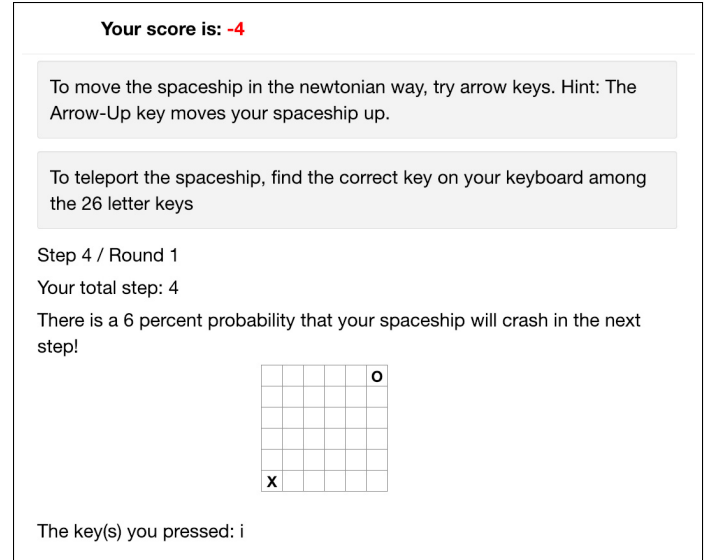 Your score is: -4
To move the spaceship in the newtonian way, try arrow keys. Hint: The
Arrow-Up key moves your spaceship up.
To teleport the spaceship, find the correct key on your keyboard among
the 26 letter keys
Step 4 / Round 1
Your total step: 4
There is a 6 percent probability that your spaceship will crash in the next
step!
O
X
The key(s) you pressed: i